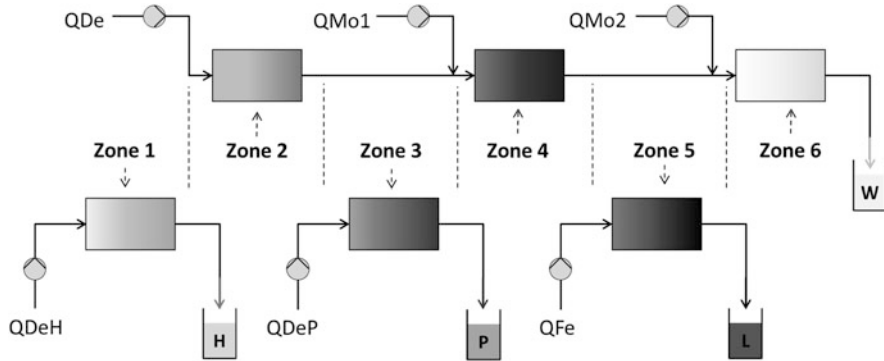 QDe
QMo1
QMo2
Zone 1
Zone 2
Zone 3
Zone 4
Zone 5
Zone 6
W
QDeH
H
QDeP
P
QFe
L